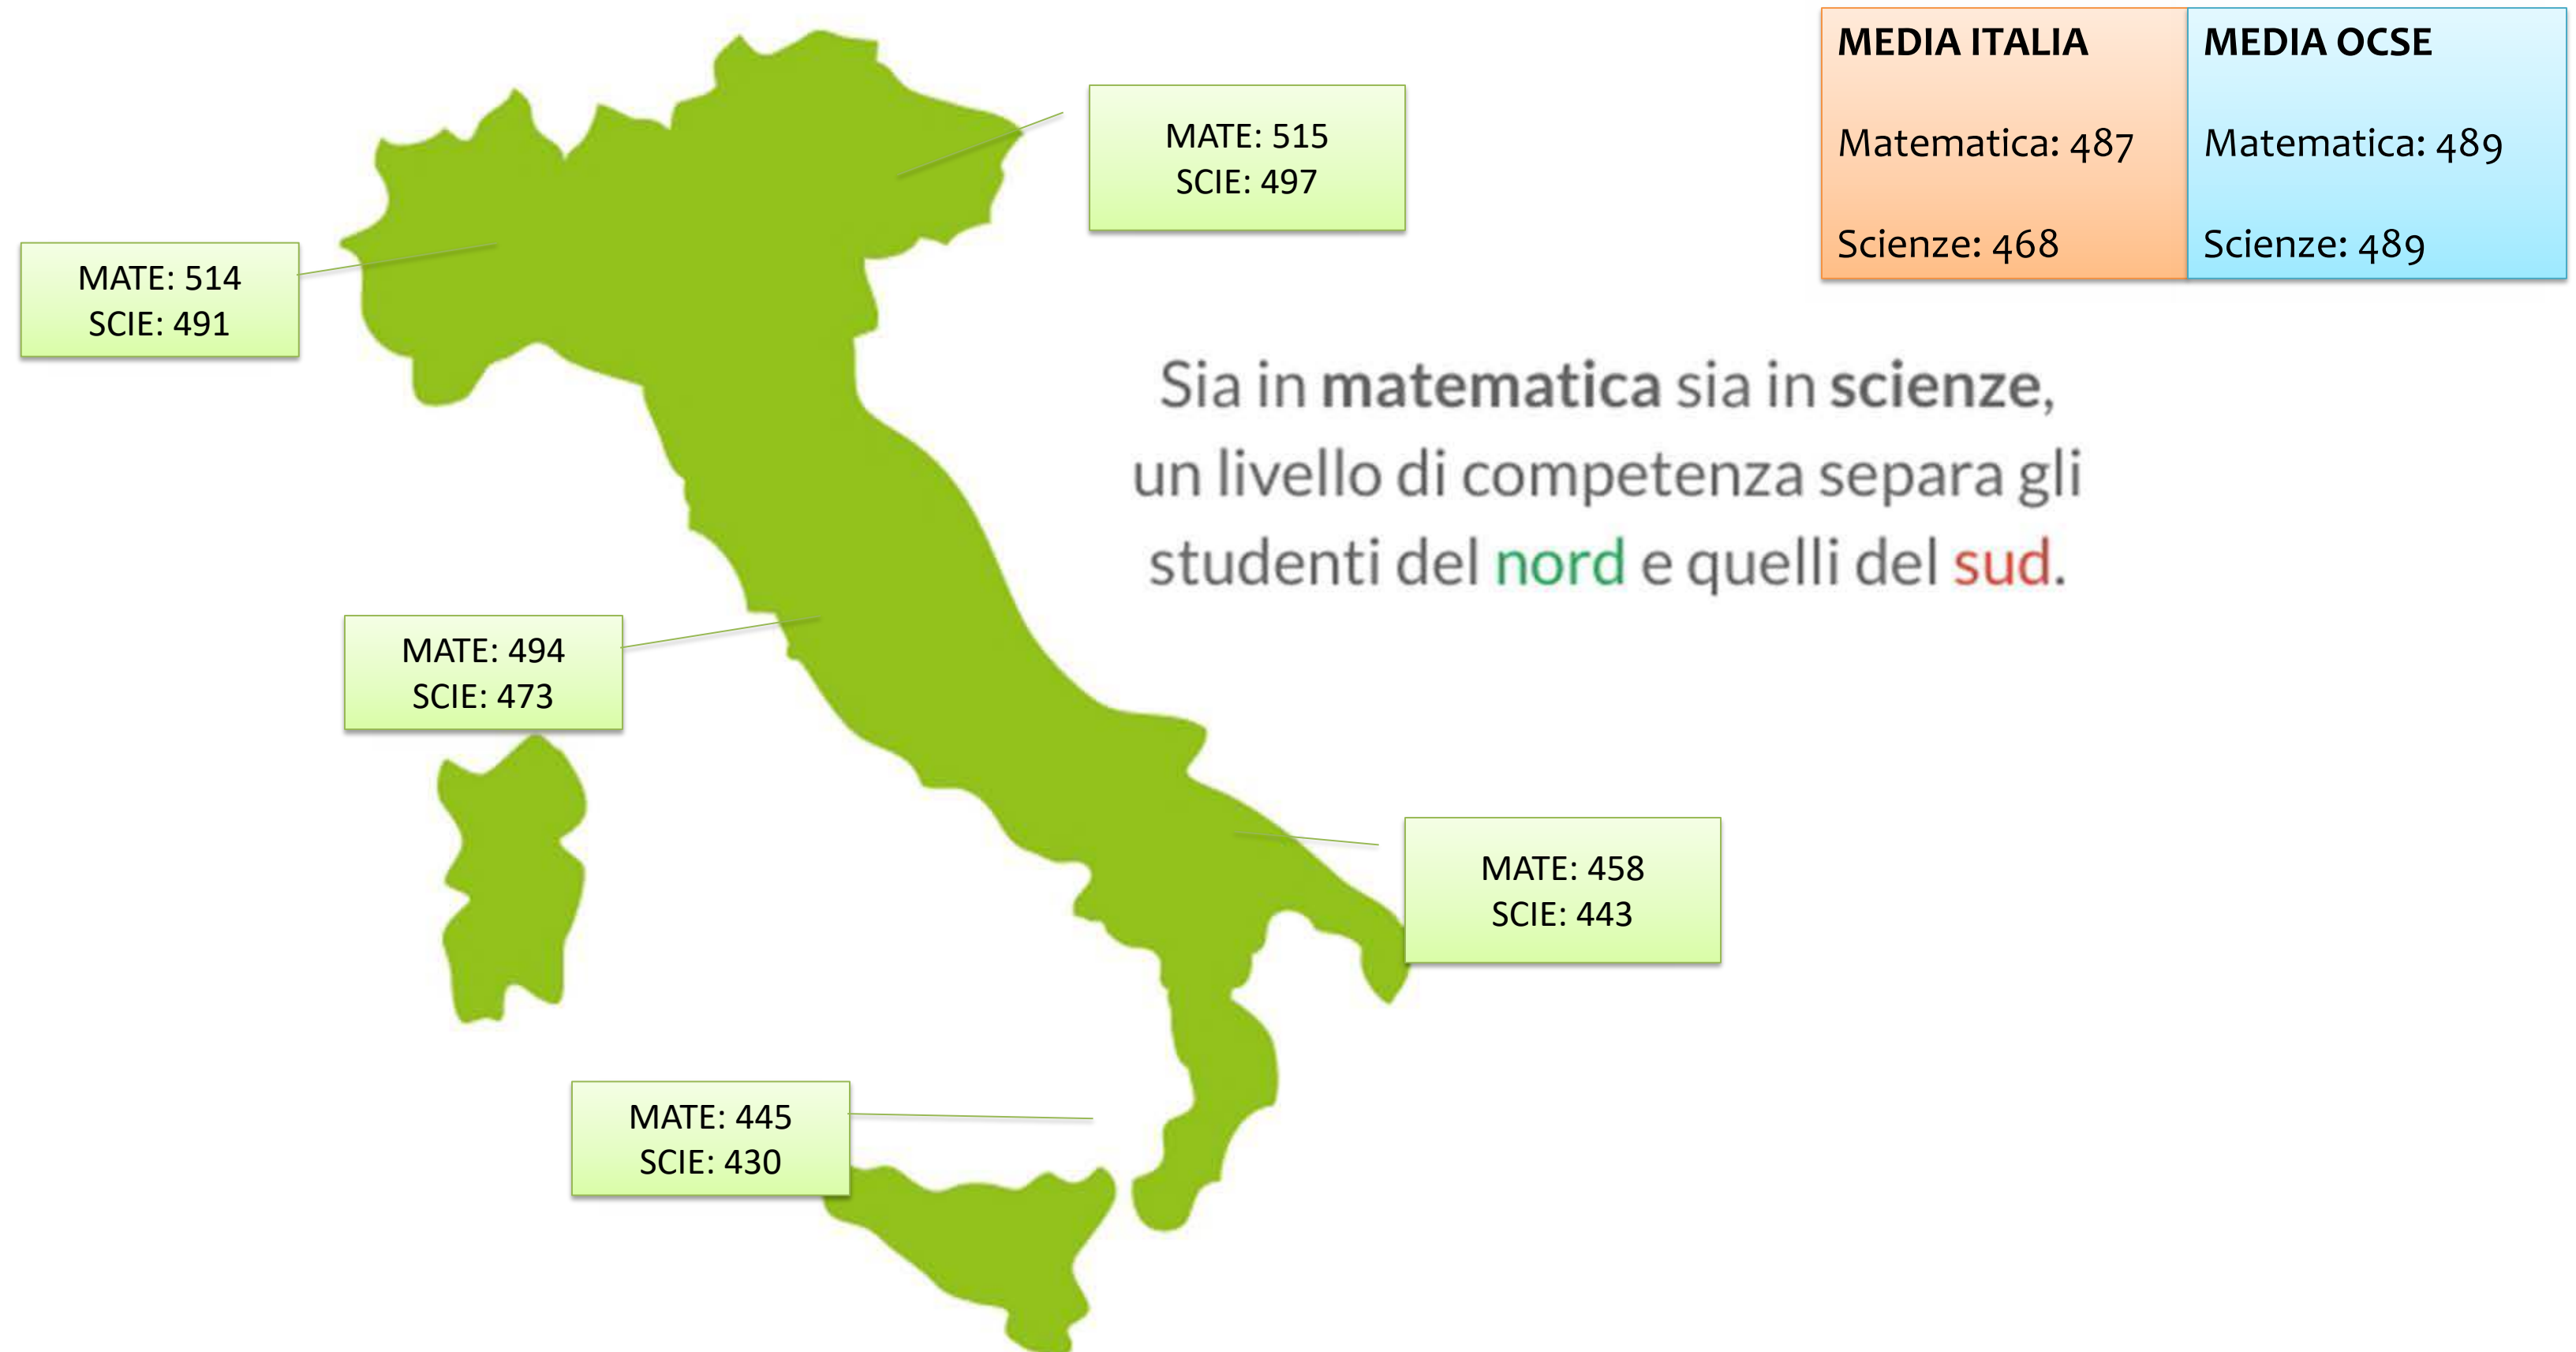 MEDIA ITALIA
Matematica: 487
Scienze: 468
MEDIA OCSE
Matematica: 489
Scienze: 489
MATE: 515
SCIE: 497
MATE: 514
SCIE: 491
Sia in matematica sia in scienze,
un livello di competenza separa gli
studenti del nord e quelli del sud.
MATE: 494
SCIE: 473
MATE: 458
SCIE: 443
MATE: 445
SCIE: 430